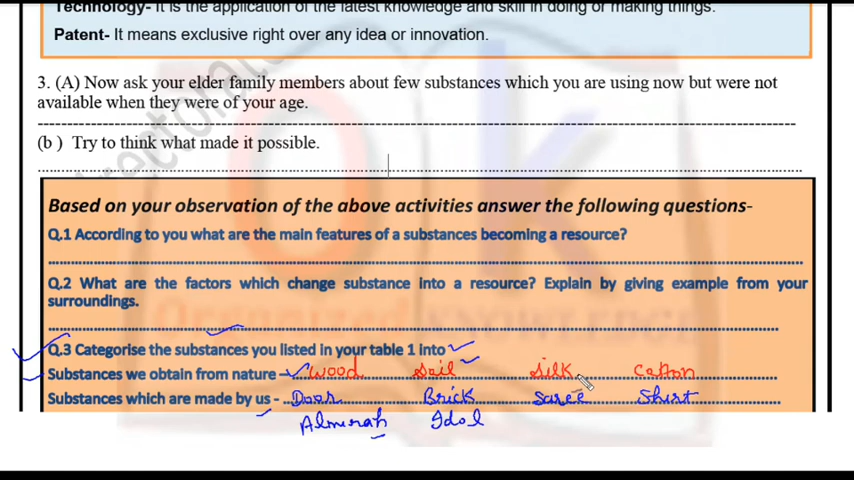 Technology- It is the application of the latest knowledge and skill in doing or making things.
Patent- It means exclusive right over any idea or innovation.
3. (A) Now ask your elder family members about few substances which you are using now but were not
available when they were of your age.
(b ) Try to think what made it possible.
Based on your observation of the above activities answer the following questions-
Q.1 According to you what are the main features of a substances becoming a resource?
Q.2 What are the factors which change substance into a resource? Explain by giving example from your
surroundings.
Q.3 Categorise the substances you listed in your table 1 into
Substances we obtain from nature - wood Soil Silk Cotton
Substances which are made by us - Door Brick Saree Shirt
Almirah Idol